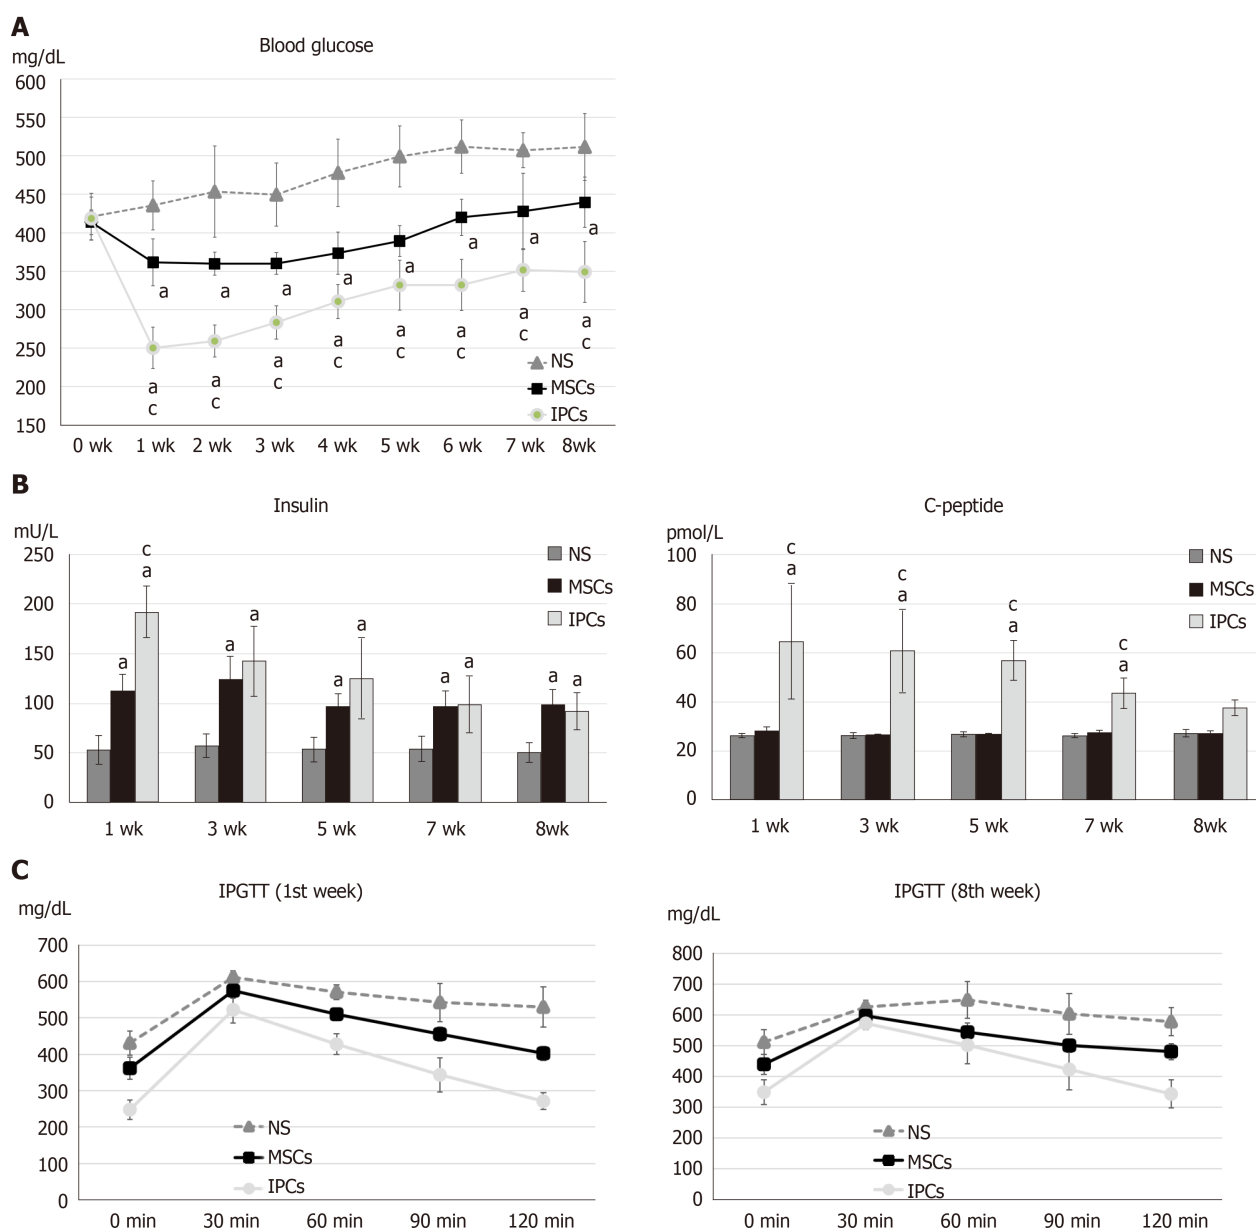 A
Blood glucose
mg/dL
600
550
500
450
400
350
300
250
200
150
a a a a a a a a
a a a a a a a a
c c c c c c c c
NS
MSCs
IPCs
0 wk 1 wk 2 wk 3 wk 4 wk 5 wk 6 wk 7 wk 8wk
B
Insulin
mU/L
250
200
150
100
50
0
c
a a
a a
a a
a a
a a
NS
MSCs
IPCs
1 wk 3 wk 5 wk 7 wk 8wk
C-peptide
pmol/L
100
80
60
40
20
0
c
a
c
a
c
a
c
a
NS
MSCs
IPCs
1 wk 3 wk 5 wk 7 wk 8wk
C
IPGTT (1st week)
mg/dL
700
600
500
400
300
200
100
0
NS
MSCs
IPCs
0 min 30 min 60 min 90 min 120 min
IPGTT (8th week)
mg/dL
800
700
600
500
400
300
200
100
0
NS
MSCs
IPCs
0 min 30 min 60 min 90 min 120 min